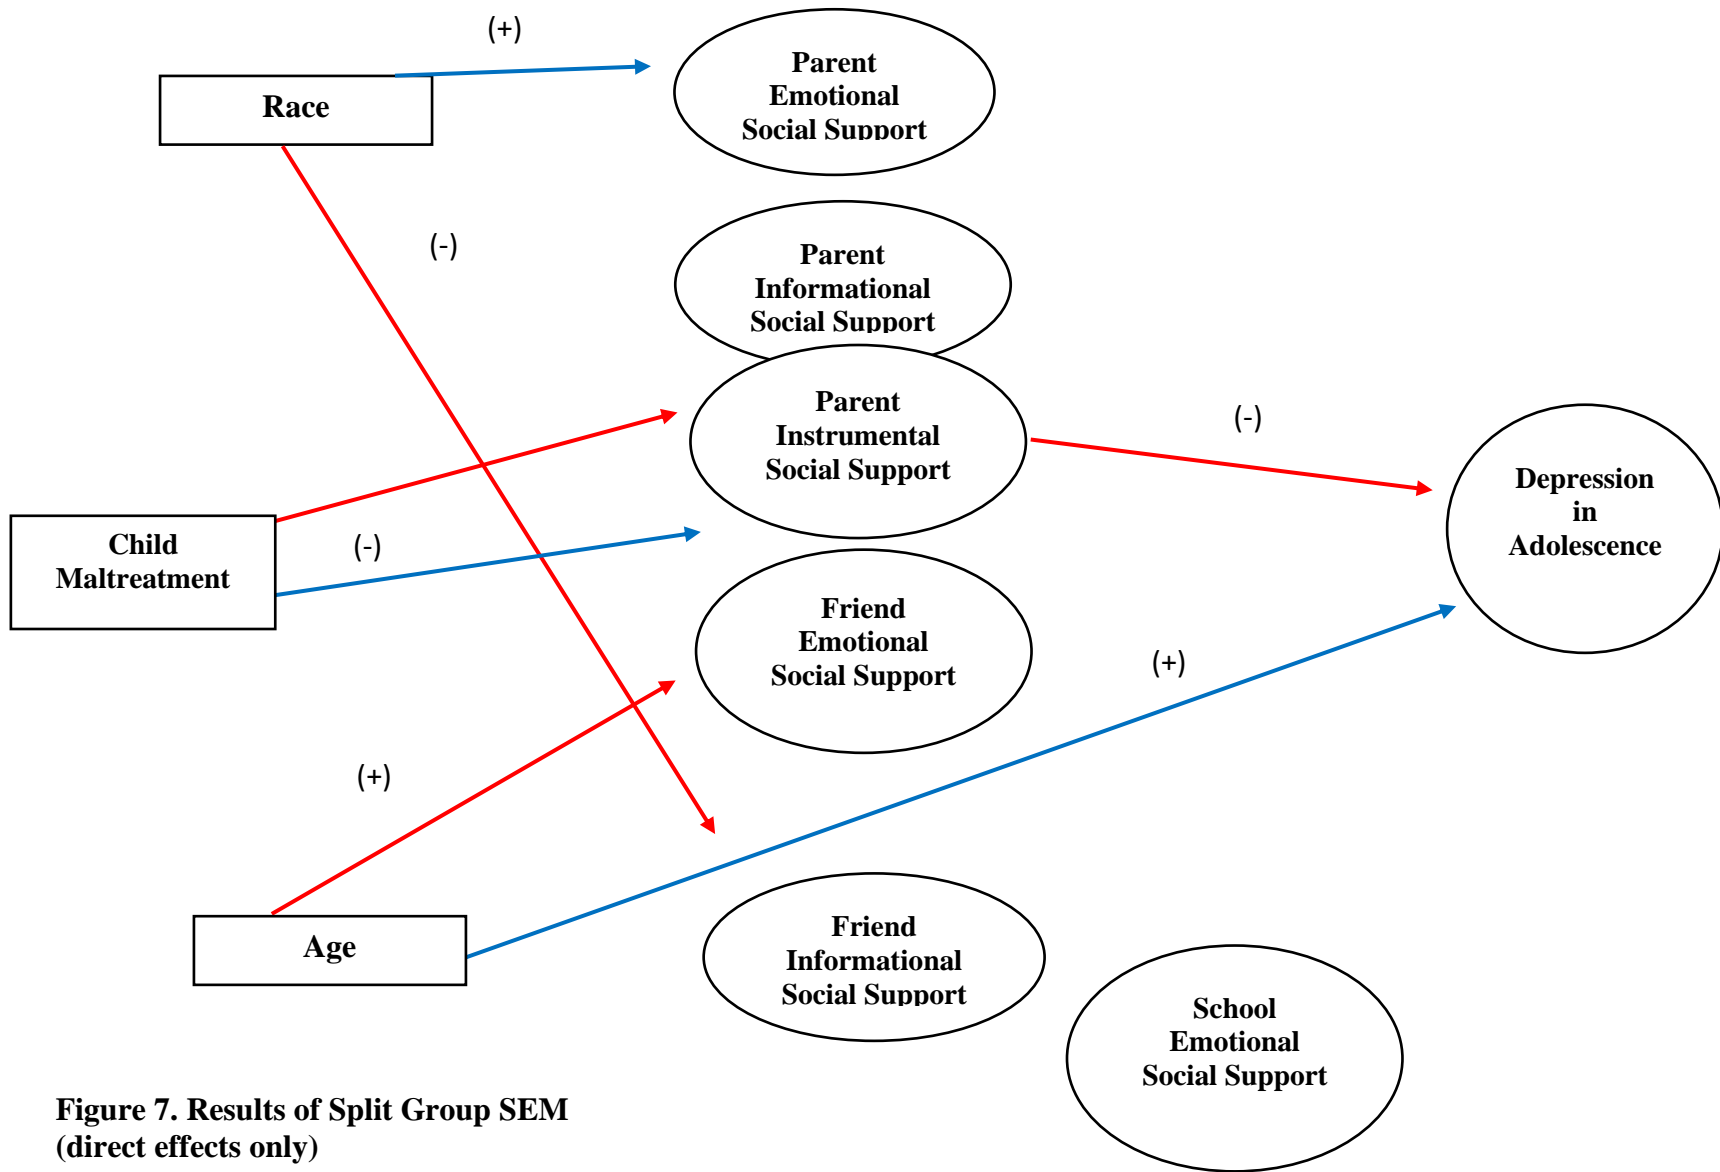 (+)
Race
Parent
Emotional
Social Support
(-)
Parent
Informational
Social Support
Parent
Instrumental
Social Support
(-)
Depression
in
Adolescence
Child
Maltreatment
(-)
Friend
Emotional
Social Support
(+)
(+)
Age
Friend
Informational
Social Support
School
Emotional
Social Support
Figure 7. Results of Split Group SEM
(direct effects only)